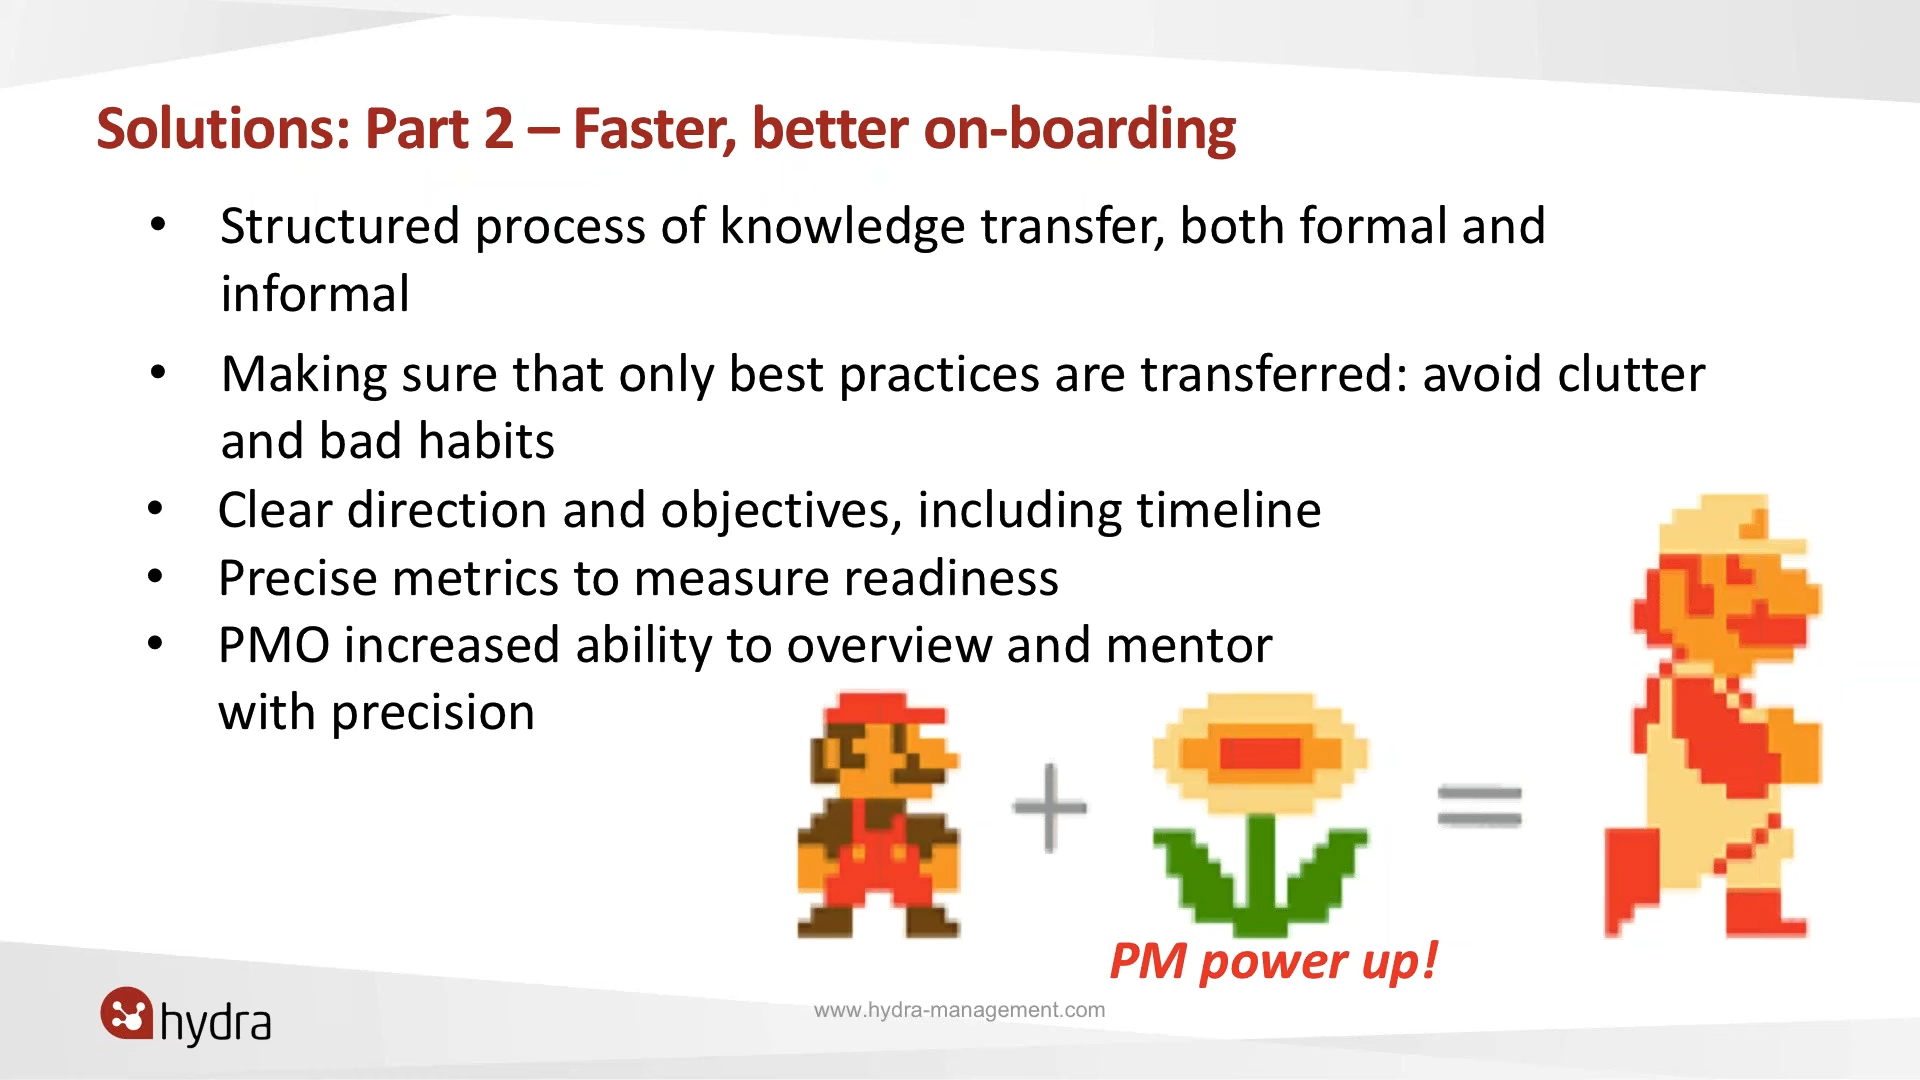 Solutions: Part 2 – Faster, better on-boarding
• Structured process of knowledge transfer, both formal and
informal
• Making sure that only best practices are transferred: avoid clutter
and bad habits
• Clear direction and objectives, including timeline
• Precise metrics to measure readiness
• PMO increased ability to overview and mentor
with precision
+
=
PM power up!
hydra
www.hydra-management.com